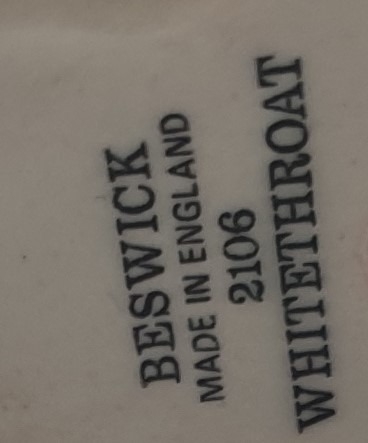 BESWICK
MADE IN ENGLAND
2106
WHITETHROAT